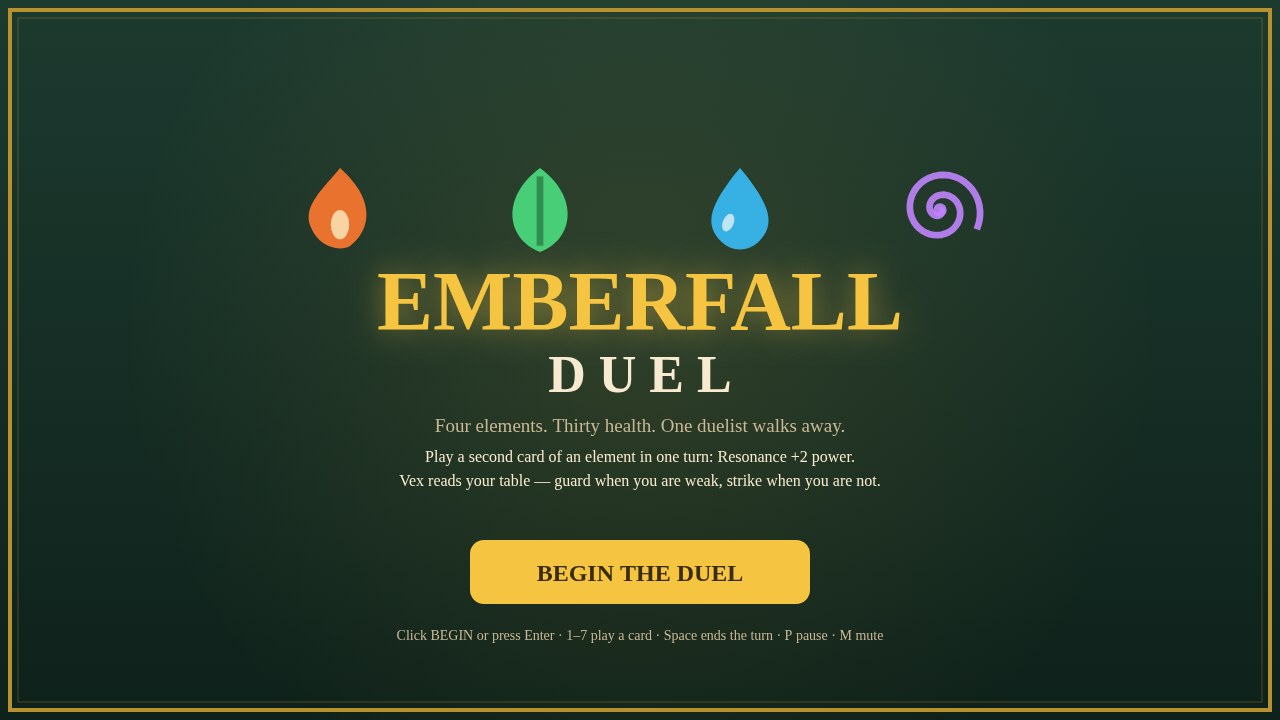 EMBERFALL
DUEL
Four elements. Thirty health. One duelist walks away.
Play a second card of an element in one turn: Resonance +2 power.
Vex reads your table — guard when you are weak, strike when you are not.
BEGIN THE DUEL
Click BEGIN or press Enter · 1–7 play a card · Space ends the turn · P pause · M mute